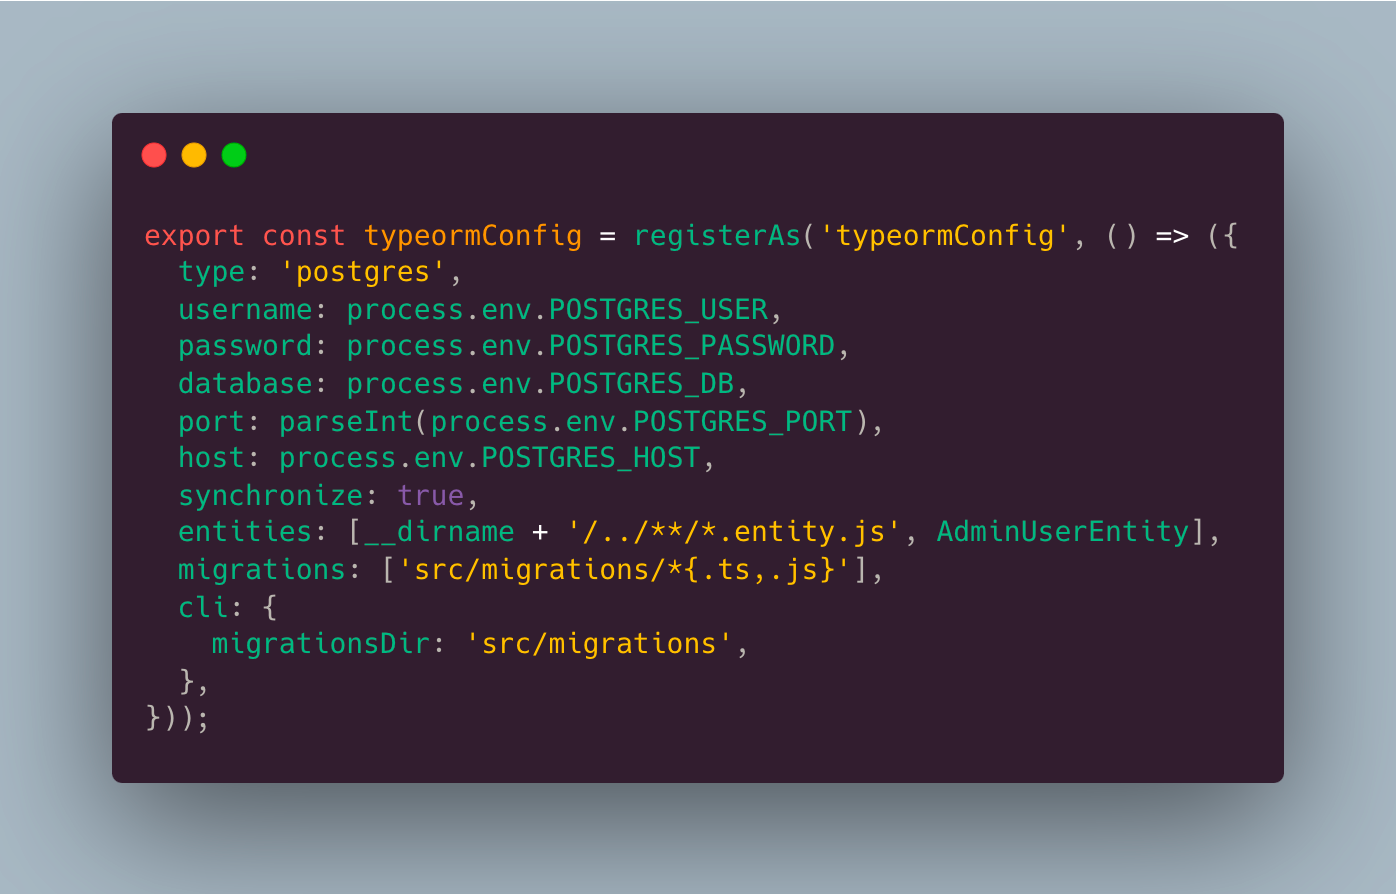 export const typeormConfig = registerAs('typeormConfig', () => ({
  type: 'postgres',
  username: process.env.POSTGRES_USER,
  password: process.env.POSTGRES_PASSWORD,
  database: process.env.POSTGRES_DB,
  port: parseInt(process.env.POSTGRES_PORT),
  host: process.env.POSTGRES_HOST,
  synchronize: true,
  entities: [__dirname + '/../**/*.entity.js', AdminUserEntity],
  migrations: ['src/migrations/*{.ts,.js}'],
  cli: {
    migrationsDir: 'src/migrations',
  },
}));